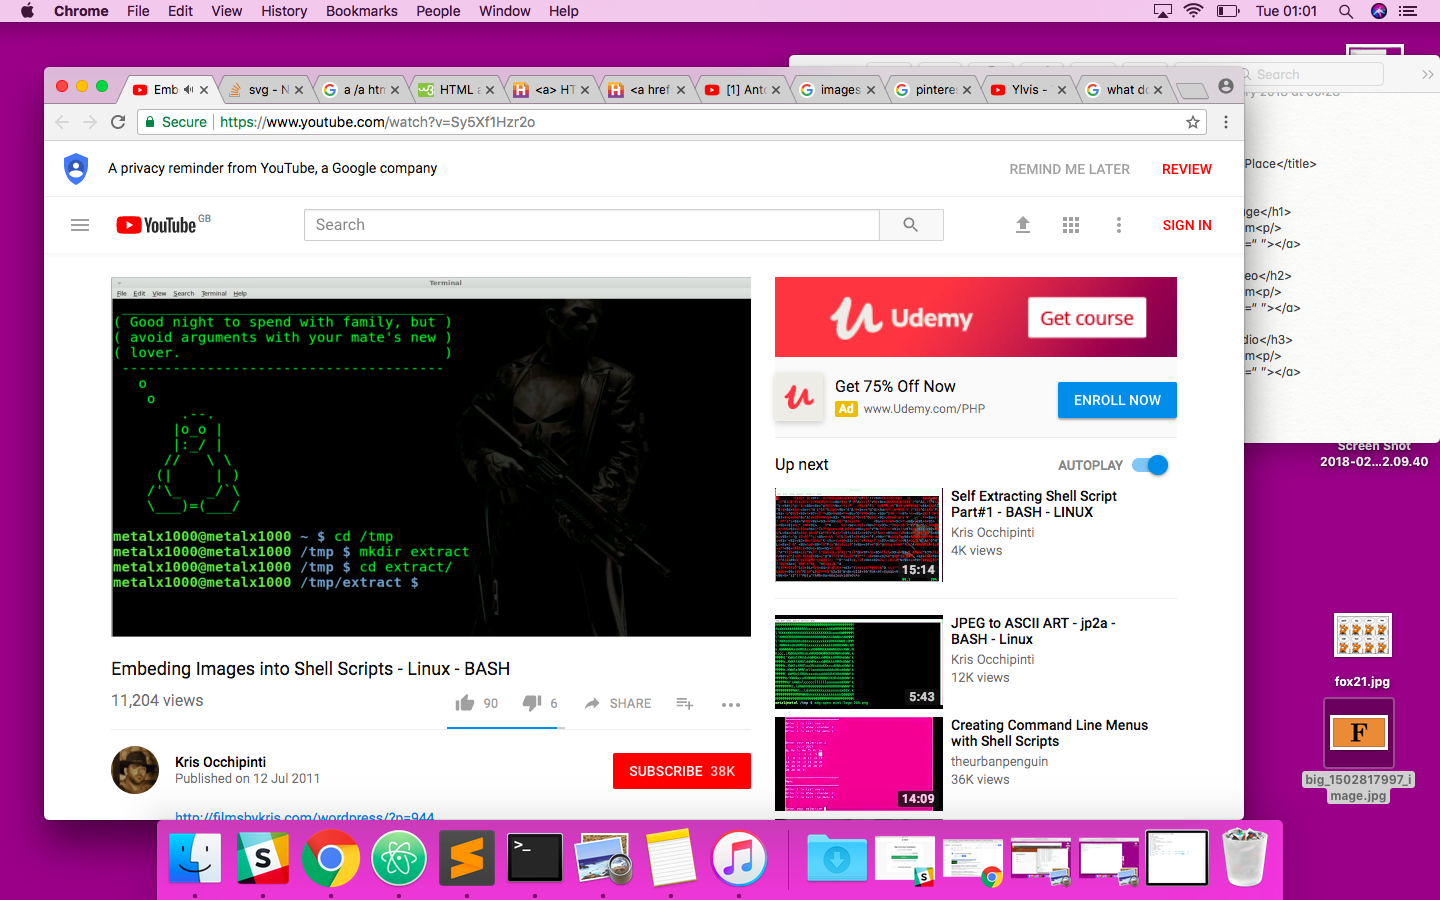 Chrome File Edit View History Bookmarks People Window Help Tue 01:01
Emb svg - N a /a htm HTML a <a> HT <a href [1] Anto images pinteres Ylvis - what do
Search
Secure https://www.youtube.com/watch?v=Sy5Xf1Hzr2o
A privacy reminder from YouTube, a Google company REMIND ME LATER REVIEW
YouTube GB Search SIGN IN
Terminal
File Edit View Search Terminal Help
( Good night to spend with family, but )
( avoid arguments with your mate's new )
( lover. )
metalx1000@metalx1000 ~ $ cd /tmp
metalx1000@metalx1000 /tmp $ mkdir extract
metalx1000@metalx1000 /tmp $ cd extract/
metalx1000@metalx1000 /tmp/extract $
Embeding Images into Shell Scripts - Linux - BASH
11,204 views
90 6 SHARE
Kris Occhipinti
Published on 12 Jul 2011
SUBSCRIBE 38K
http://filmsbykris.com/wordpress/?p=944
Udemy Get course
Get 75% Off Now
Ad www.Udemy.com/PHP
ENROLL NOW
Up next AUTOPLAY
15:14
Self Extracting Shell Script
Part#1 - BASH - LINUX
Kris Occhipinti
4K views
5:43
JPEG to ASCII ART - jp2a -
BASH - Linux
Kris Occhipinti
12K views
14:09
Creating Command Line Menus
with Shell Scripts
theurbanpenguin
36K views
Place</title>
ge</h1>
m<p/>
=" "></a>
eo</h2>
m<p/>
=" "></a>
dio</h3>
m<p/>
=" "></a>
Screen Shot
2018-02...2.09.40
fox21.jpg
F
big_1502817997_i
mage.jpg